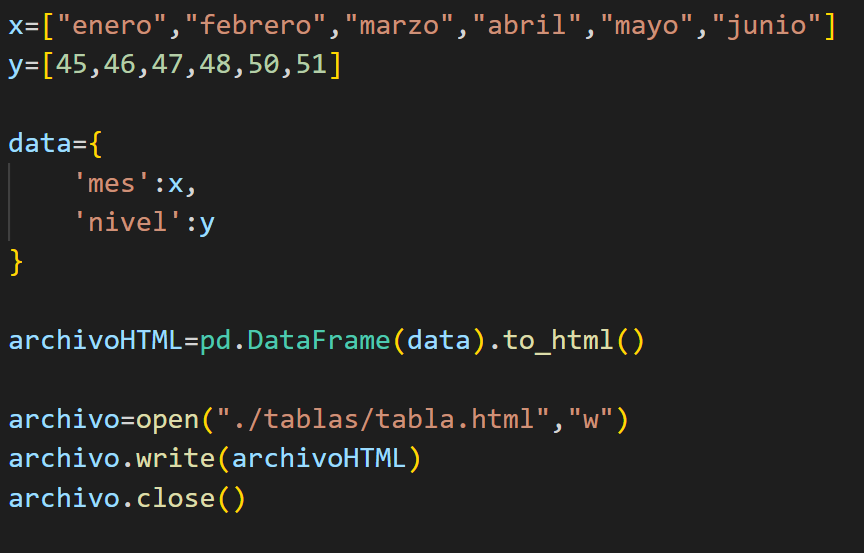 x=["enero","febrero","marzo","abril","mayo","junio"]
y=[45,46,47,48,50,51]
data={
    'mes':x,
    'nivel':y
}
archivoHTML=pd.DataFrame(data).to_html()
archivo=open("./tablas/tabla.html","w")
archivo.write(archivoHTML)
archivo.close()